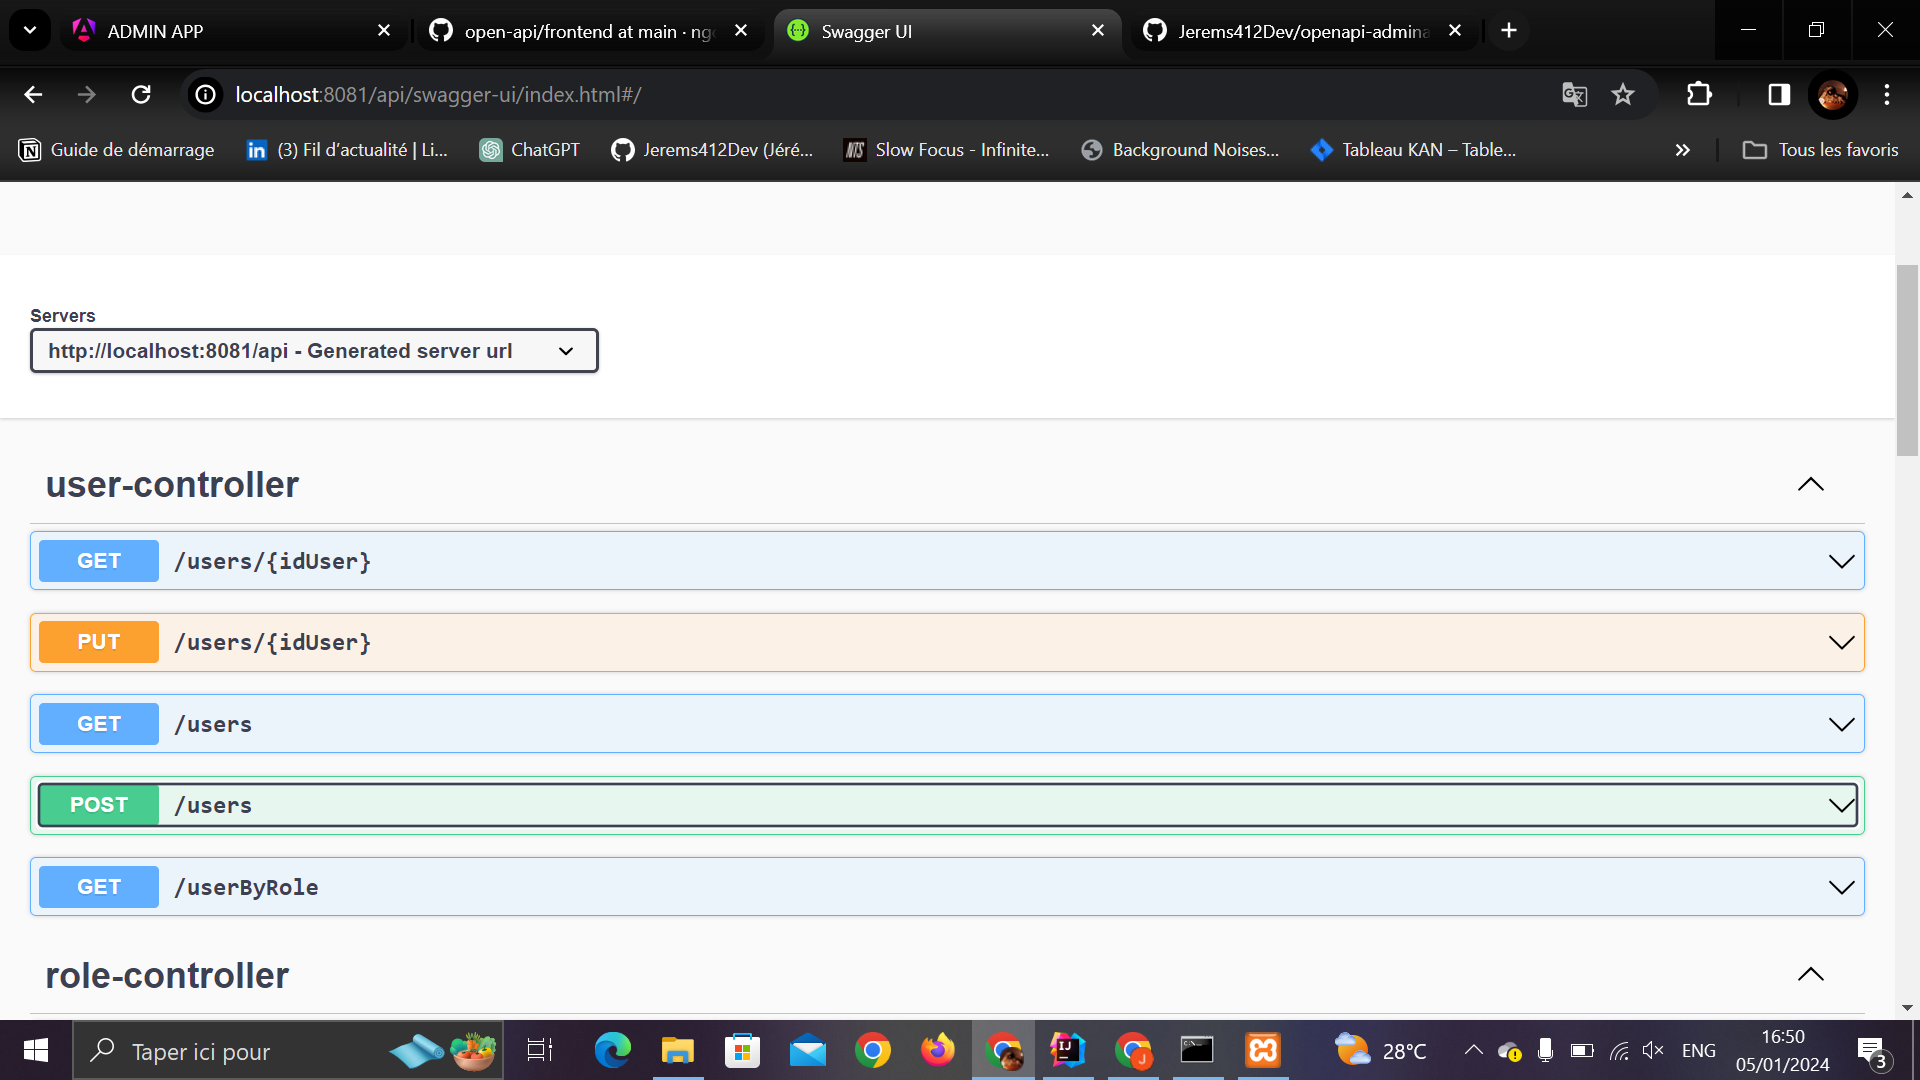 ADMIN APP
open-api/frontend at main · ng
Swagger UI
Jerems412Dev/openapi-admina
localhost:8081/api/swagger-ui/index.html#/
Guide de démarrage
(3) Fil d'actualité | Li...
ChatGPT
Jerems412Dev (Jéré...
Slow Focus - Infinite...
Background Noises...
Tableau KAN – Table...
Tous les favoris
Servers
http://localhost:8081/api - Generated server url
user-controller
GET /users/{idUser}
PUT /users/{idUser}
GET /users
POST /users
GET /userByRole
role-controller
Taper ici pour
28°C
ENG
16:50
05/01/2024
3